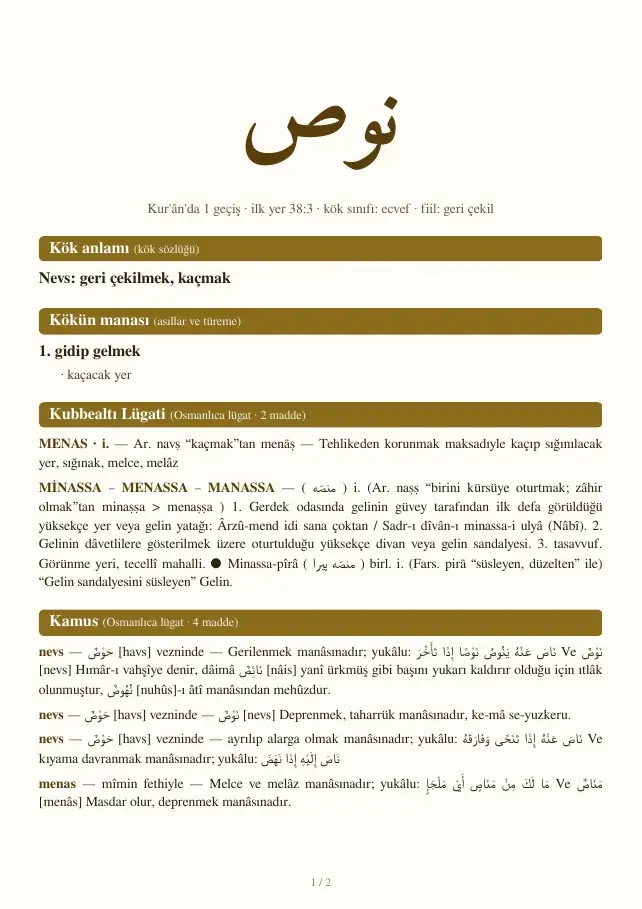 نوص
Kur'ân'da 1 geçiş · ilk yer 38:3 · kök sınıfı: ecvef · fiil: geri çekil
Kök anlamı (kök sözlüğü)
Nevs: geri çekilmek, kaçmak
Kökün manası (asıllar ve türeme)
1. gidip gelmek
· kaçacak yer
Kubbealtı Lügati (Osmanlıca lügat · 2 madde)
MENAS · i. — Ar. navṣ “kaçmak”tan menāṣ — Tehlikeden korunmak maksadıyle kaçıp sığınılacak
yer, sığınak, melce, melâz
MİNASSA – MENASSA – MANASSA — ( منصّه ) i. (Ar. naṣṣ “birini kürsüye oturtmak; zâhir
olmak”tan minaṣṣa > menaṣṣa ) 1. Gerdek odasında gelinin güvey tarafından ilk defa görüldüğü
yüksekçe yer veya gelin yatağı: Ârzû-mend idi sana çoktan / Sadr-ı dîvân-ı minassa-i ulyâ (Nâbî). 2.
Gelinin dâvetlilere gösterilmek üzere oturtulduğu yüksekçe divan veya gelin sandalyesi. 3. tasavvuf.
Görünme yeri, tecellî mahalli. ● Minassa-pîrâ ( منصّه پيرا ) birl. i. (Fars. pirā “süsleyen, düzelten” ile)
“Gelin sandalyesini süsleyen” Gelin.
Kamus (Osmanlıca lügat · 4 madde)
nevs — حَوْصٌ [havs] vezninde — Gerilenmek manâsınadır; yukâlu: نَاصَ عَنْهُ يَنُوصُ نَوْصًا إِذَا تَأَخَّرَ Ve نَوْصٌ
[nevs] Hımâr-ı vahşîye denir, dâimâ نَائِصٌ [nâis] yanî ürkmüş gibi başını yukarı kaldırır olduğu için ıtlâk
olunmuştur, نُهُوضٌ [nuhûs]-ı âtî manâsından mehûzdur.
nevs — حَوْصٌ [havs] vezninde — نَوْصٌ [nevs] Deprenmek, taharrük manâsınadır, ke-mâ se-yuzkeru.
nevs — حَوْصٌ [havs] vezninde — ayrılıp alarga olmak manâsınadır; yukâlu: نَاصَ عَنْهُ إِذَا تَنَحَّى وَفَارَقَهُ Ve
kıyama davranmak manâsınadır; yukâlu: نَاصَ إِلَيْهِ إِذَا نَهَضَ
menas — mîmin fethiyle — Melce ve melâz manâsınadır; yukâlu: مَا لَكَ مِنْ مَنَاصٍ أَيْ مَلْجَإٍ Ve مَنَاصٌ
[menâs] Masdar olur, deprenmek manâsınadır.
1 / 2